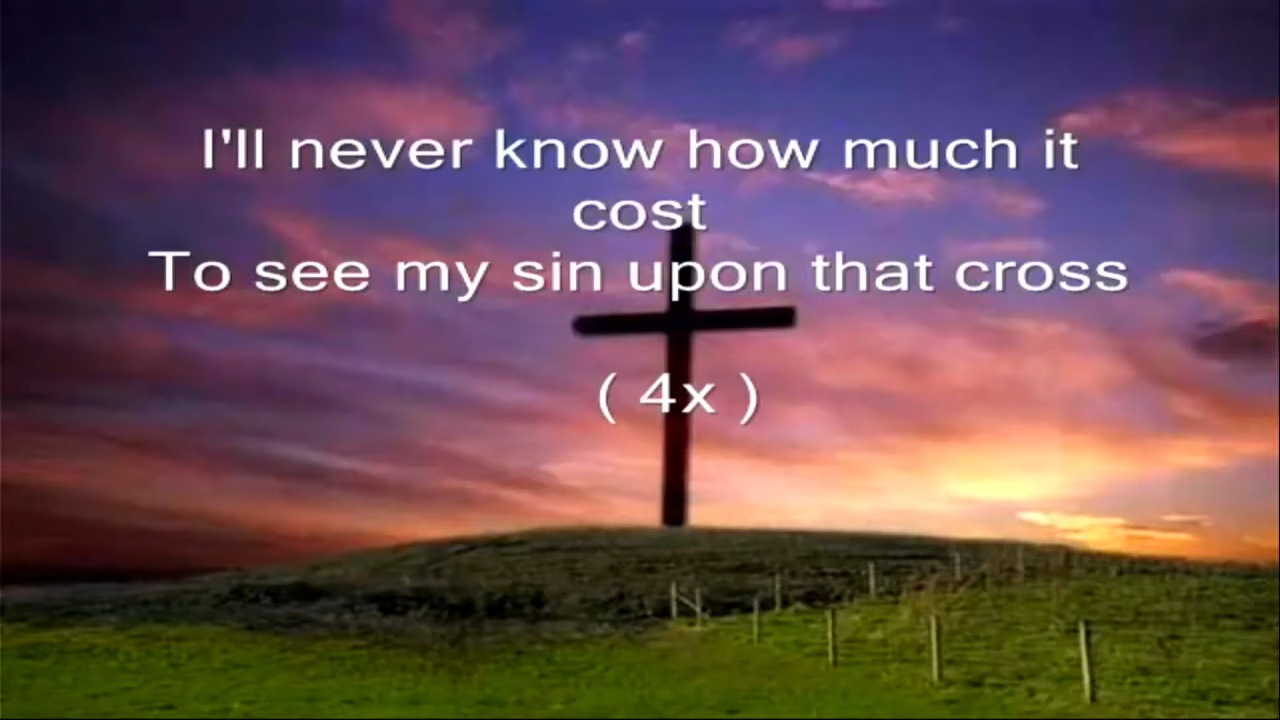 I'll never know how much it
cost
To see my sin upon that cross
( 4x )